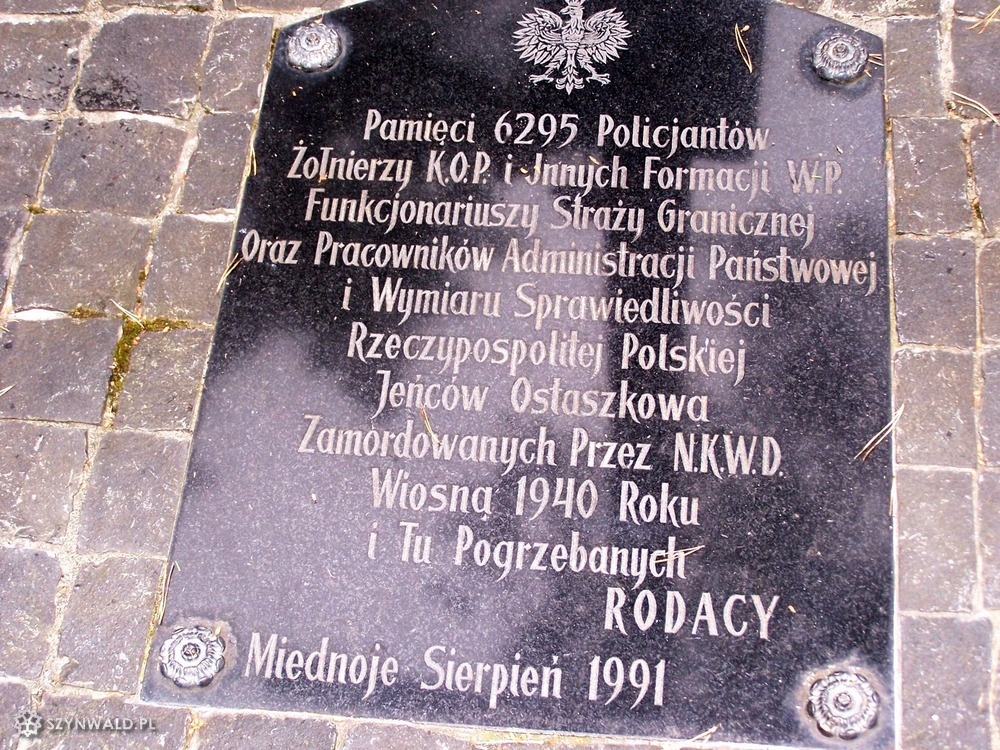 Pamięci 6295 Policjantów
Żołnierzy K.O.P. i Innych Formacji W.P.
Funkcjonariuszy Straży Granicznej
Oraz Pracowników Administracji Państwowej
i Wymiaru Sprawiedliwości
Rzeczypospolitej Polskiej
Jeńców Ostaszkowa
Zamordowanych Przez N.K.W.D.
Wiosną 1940 Roku
i Tu Pogrzebanych
RODACY
Miednoje Sierpień 1991
SZYNWALD.PL